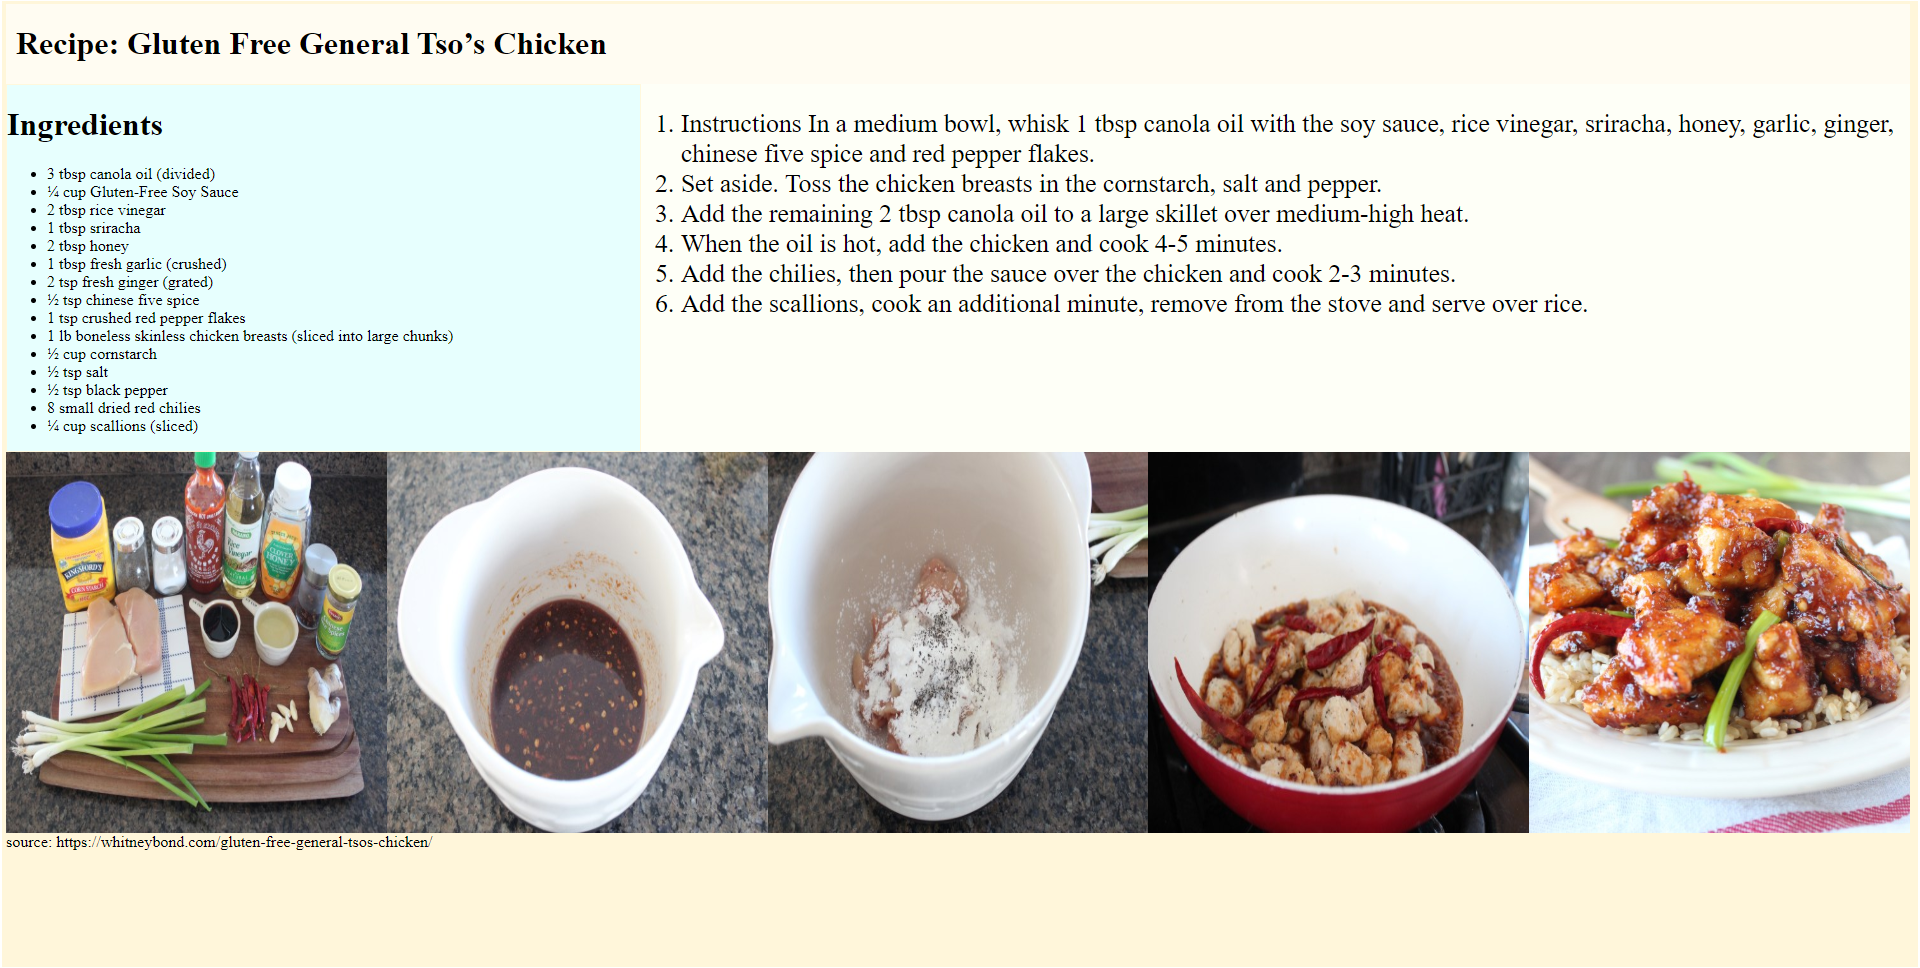 Recipe: Gluten Free General Tso’s Chicken
Ingredients
3 tbsp canola oil (divided)
¼ cup Gluten-Free Soy Sauce
2 tbsp rice vinegar
1 tbsp sriracha
2 tbsp honey
1 tbsp fresh garlic (crushed)
2 tsp fresh ginger (grated)
½ tsp chinese five spice
1 tsp crushed red pepper flakes
1 lb boneless skinless chicken breasts (sliced into large chunks)
½ cup cornstarch
½ tsp salt
½ tsp black pepper
8 small dried red chilies
¼ cup scallions (sliced)
1. Instructions In a medium bowl, whisk 1 tbsp canola oil with the soy sauce, rice vinegar, sriracha, honey, garlic, ginger,
chinese five spice and red pepper flakes.
2. Set aside. Toss the chicken breasts in the cornstarch, salt and pepper.
3. Add the remaining 2 tbsp canola oil to a large skillet over medium-high heat.
4. When the oil is hot, add the chicken and cook 4-5 minutes.
5. Add the chilies, then pour the sauce over the chicken and cook 2-3 minutes.
6. Add the scallions, cook an additional minute, remove from the stove and serve over rice.
KINGSFORD'S
CORN STARCH
Rice
Vinegar
CLOVER
HONEY
source: https://whitneybond.com/gluten-free-general-tsos-chicken/